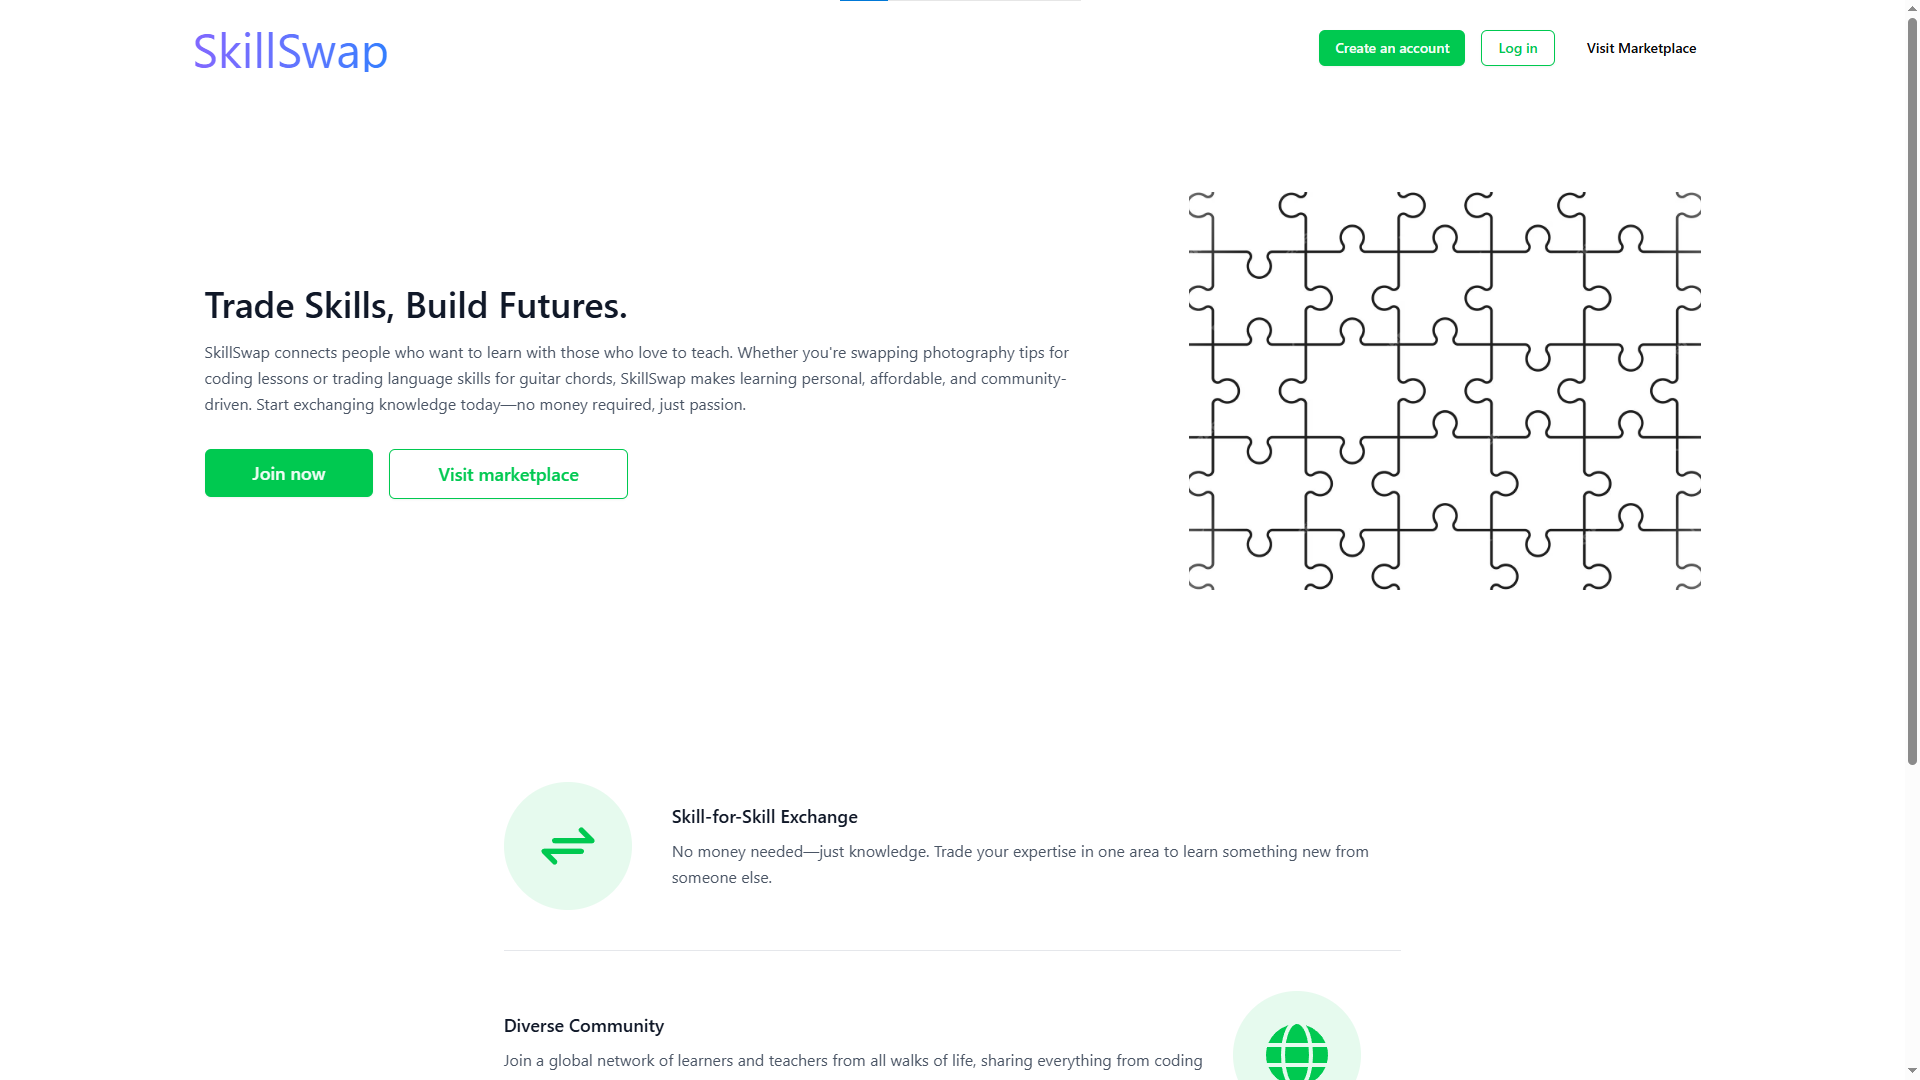 SkillSwap
Create an account
Log in
Visit Marketplace
Trade Skills, Build Futures.
SkillSwap connects people who want to learn with those who love to teach. Whether you're swapping photography tips for
coding lessons or trading language skills for guitar chords, SkillSwap makes learning personal, affordable, and community-
driven. Start exchanging knowledge today—no money required, just passion.
Join now
Visit marketplace
Skill-for-Skill Exchange
No money needed—just knowledge. Trade your expertise in one area to learn something new from
someone else.
Diverse Community
Join a global network of learners and teachers from all walks of life, sharing everything from coding